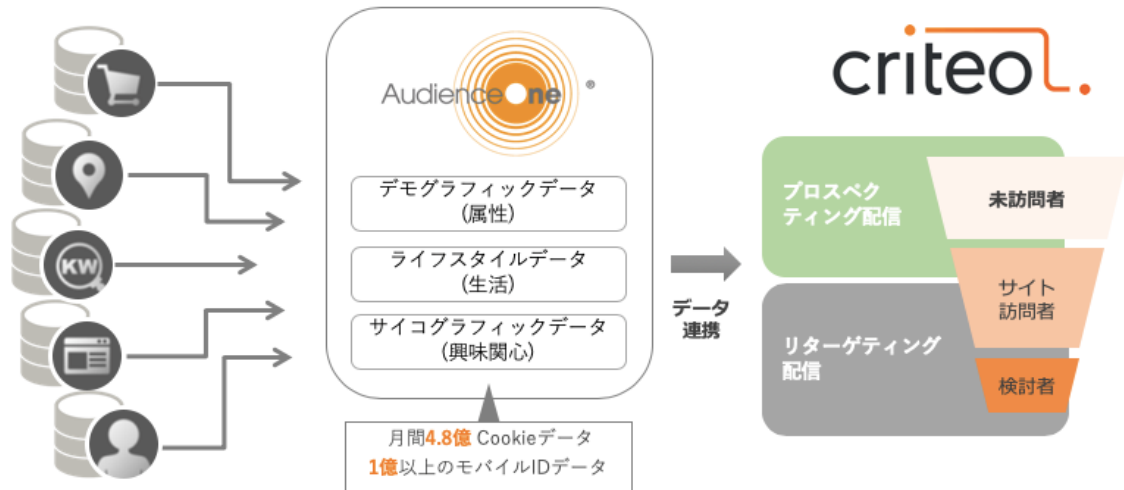 KW
AudienceOne®
デモグラフィックデータ
(属性)
ライフスタイルデータ
(生活)
サイコグラフィックデータ
(興味関心)
月間4.8億 Cookieデータ
1億以上のモバイルIDデータ
データ
連携
criteo
プロスペク
ティング配信
未訪問者
サイト
訪問者
リターゲティング
配信
検討者